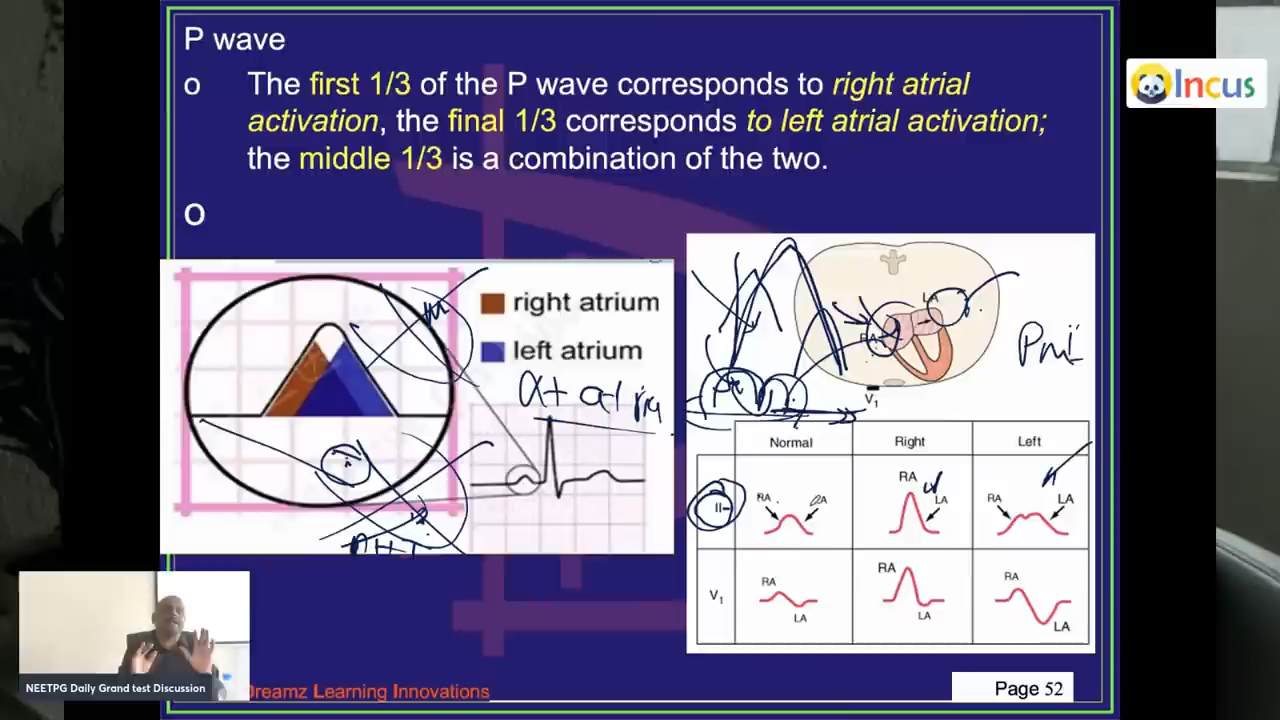 P wave
Incus
o The first 1/3 of the P wave corresponds to right atrial
activation, the final 1/3 corresponds to left atrial activation;
the middle 1/3 is a combination of the two.
o
right atrium
left atrium
LA
RA
V1
Normal Right Left
II
RA LA
RA LA
RA LA
V1
RA LA
RA LA
RA LA
NEETPG Daily Grand test Discussion
Dreamz Learning Innovations
Page 52